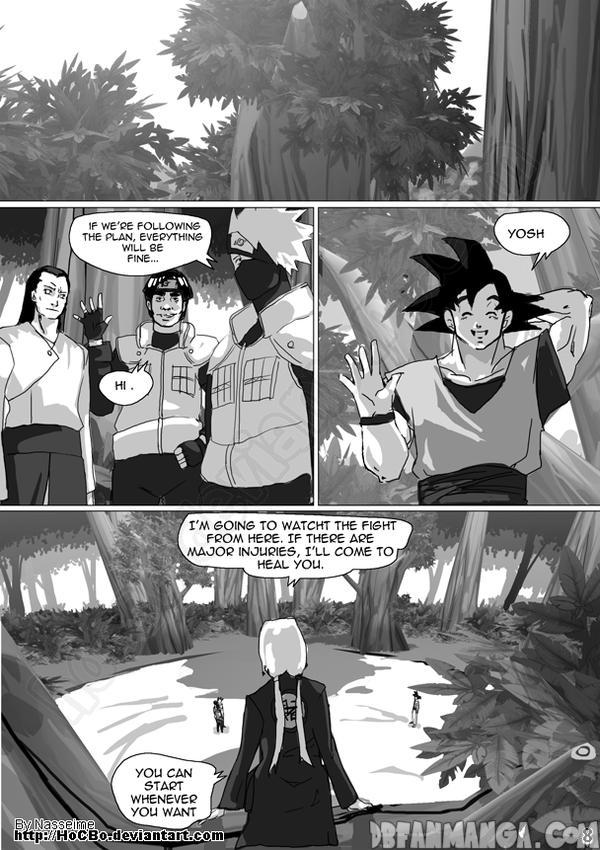 IF WE'RE FOLLOWING
THE PLAN, EVERYTHING
WILL BE
FINE...
HI .
YOSH
I'M GOING TO WATCHT THE FIGHT
FROM HERE. IF THERE ARE
MAJOR INJURIES, I'LL COME TO
HEAL YOU.
YOU CAN
START
WHENEVER
YOU WANT
By Nasseime
http://HoCBo.deviantart.com
DBFANMANGA.COM
8